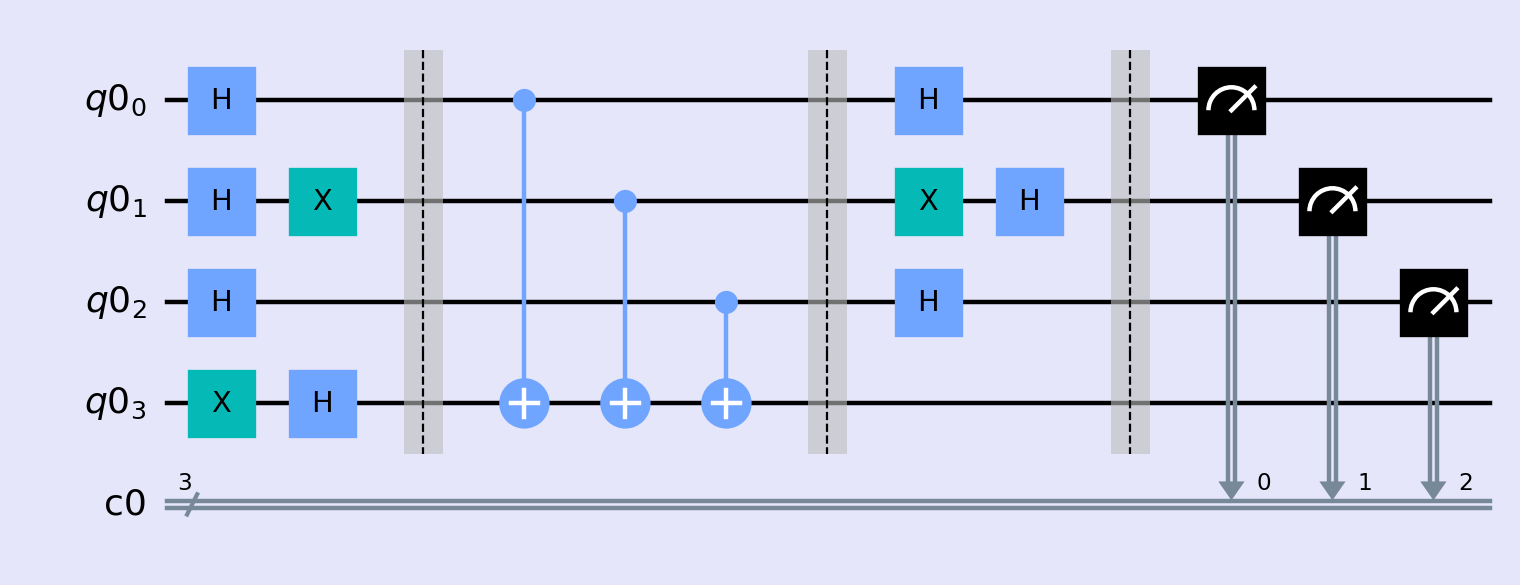 q0₀ H H
q0₁ H X X H
q0₂ H H
q0₃ X H
c0 3 0 1 2